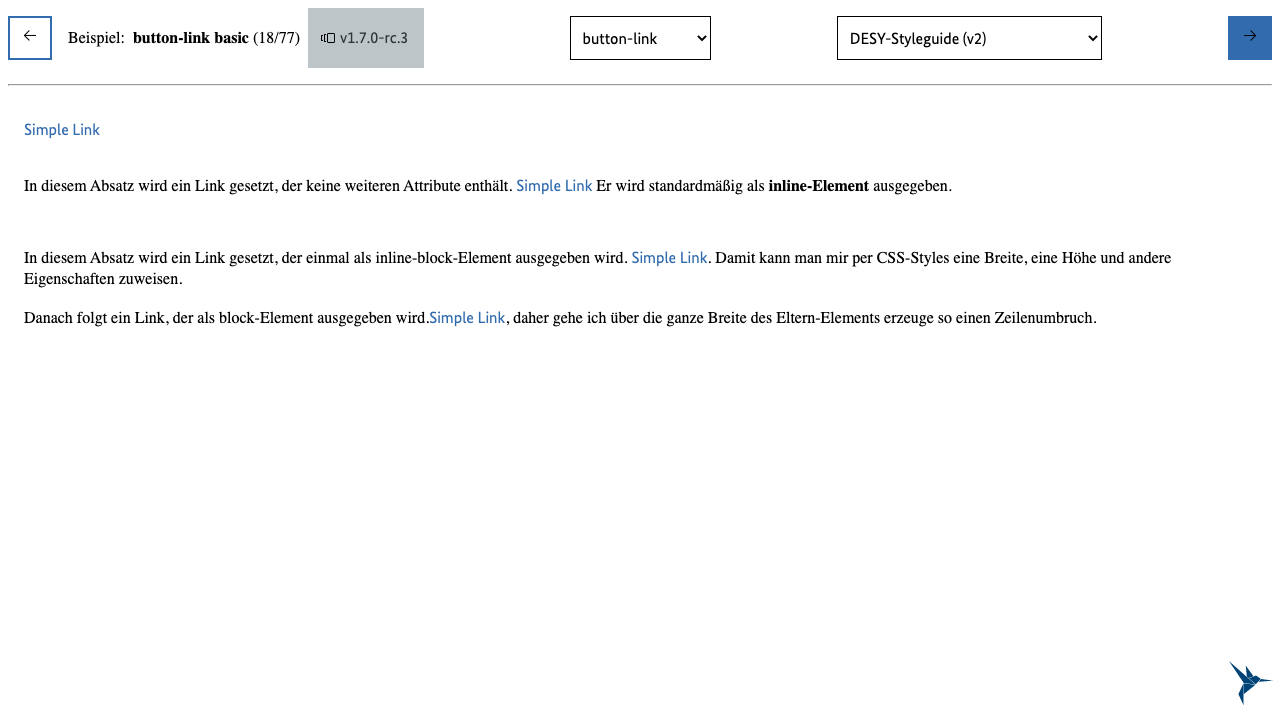 ← Beispiel: button-link basic (18/77) v1.7.0-rc.3 button-link DESY-Styleguide (v2) →
Simple Link
In diesem Absatz wird ein Link gesetzt, der keine weiteren Attribute enthält. Simple Link Er wird standardmäßig als inline-Element ausgegeben.
In diesem Absatz wird ein Link gesetzt, der einmal als inline-block-Element ausgegeben wird. Simple Link. Damit kann man mir per CSS-Styles eine Breite, eine Höhe und andere
Eigenschaften zuweisen.
Danach folgt ein Link, der als block-Element ausgegeben wird.Simple Link, daher gehe ich über die ganze Breite des Eltern-Elements erzeuge so einen Zeilenumbruch.